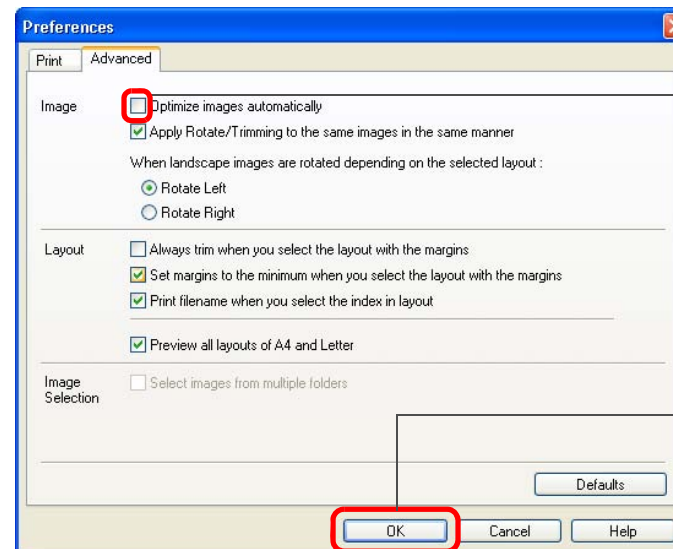 Preferences
Print Advanced
Image Optimize images automatically
Apply Rotate/Trimming to the same images in the same manner
When landscape images are rotated depending on the selected layout :
Rotate Left
Rotate Right
Layout Always trim when you select the layout with the margins
Set margins to the minimum when you select the layout with the margins
Print filename when you select the index in layout
Preview all layouts of A4 and Letter
Image Selection Select images from multiple folders
Defaults
OK Cancel Help